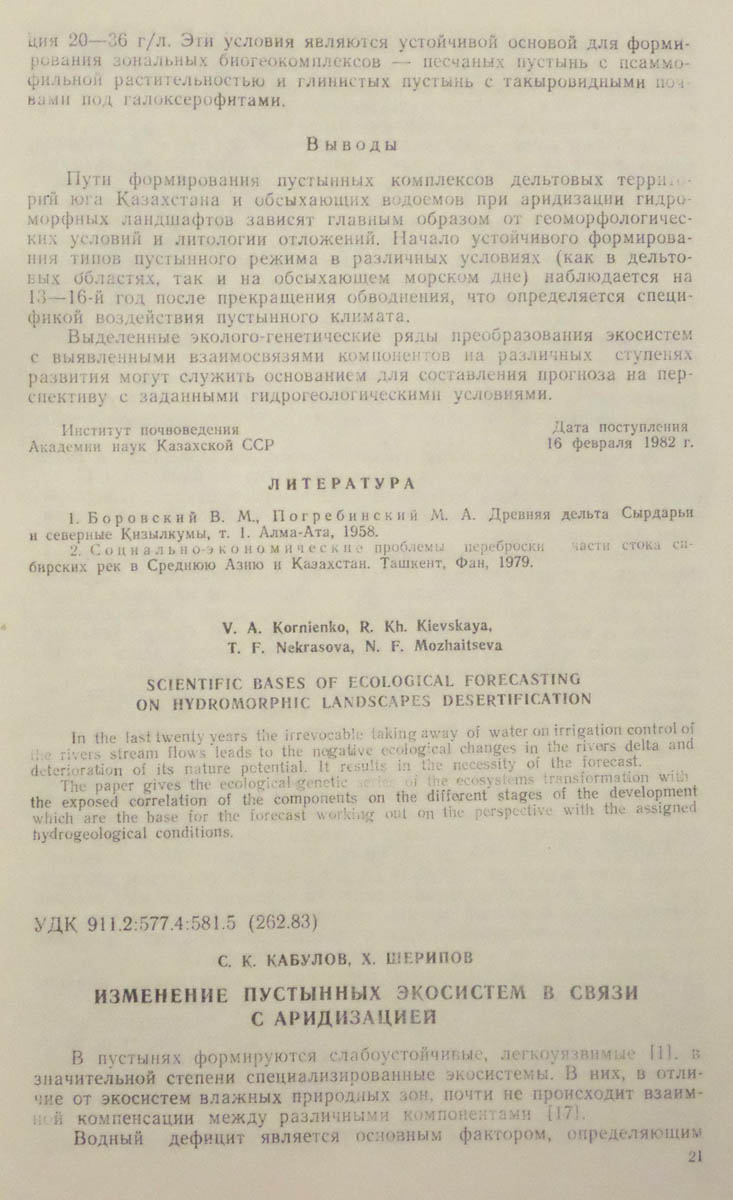 ция 20—36 г/л. Эти условия являются устойчивой основой для форми-
рования зональных биогеокомплексов — песчаных пустынь с псаммо-
фильной растительностью и глинистых пустынь с такыровидными поч-
вами под галоксерофитами.
Выводы
Пути формирования пустынных комплексов дельтовых террито-
рий юга Казахстана и обсыхающих водоемов при аридизации гидро-
морфных ландшафтов зависят главным образом от геоморфологичес-
ких условий и литологии отложений. Начало устойчивого формирова-
ния типов пустынного режима в различных условиях (как в дельто-
вых областях, так и на обсыхающем морском дне) наблюдается на
13—16-й год после прекращения обводнения, что определяется специ-
фикой воздействия пустынного климата.
Выделенные эколого-генетические ряды преобразования экосистем
с выявленными взаимосвязями компонентов на различных ступенях
развития могут служить основанием для составления прогноза на пер-
спективу с заданными гидрогеологическими условиями.
Институт почвоведения
Академии наук Казахской ССР
Дата поступления
16 февраля 1982 г.
ЛИТЕРАТУРА
1. Боровский В. М., Погребинский М. А. Древняя дельта Сырдарьи
и северные Кизылкумы, т. 1. Алма-Ата, 1958.
2. Социально-экономические проблемы переброски части стока си-
бирских рек в Среднюю Азию и Казахстан. Ташкент, Фан, 1979.
V. A. Kornienko, R. Kh. Kievskaya,
T. F. Nekrasova, N. F. Mozhaitseva
SCIENTIFIC BASES OF ECOLOGICAL FORECASTING
ON HYDROMORPHIC LANDSCAPES DESERTIFICATION
In the last twenty years the irrevocable taking away of water on irrigation control of
the rivers stream flows leads to the negative ecological changes in the rivers delta and
deterioration of its nature potential. It results in the necessity of the forecast.
The paper gives the ecological-genetic series of the ecosystems transformation with
the exposed correlation of the components on the different stages of the development
which are the base for the forecast working out on the perspective with the assigned
hydrogeological conditions.
УДК 911.2:577.4:581.5 (262.83)
С. К. КАБУЛОВ, Х. ШЕРИПОВ
ИЗМЕНЕНИЕ ПУСТЫННЫХ ЭКОСИСТЕМ В СВЯЗИ
С АРИДИЗАЦИЕЙ
В пустынях формируются слабоустойчивые, легкоуязвимые [1], в
значительной степени специализированные экосистемы. В них, в отли-
чие от экосистем влажных природных зон, почти не происходит взаим-
ной компенсации между различными компонентами [17].
Водный дефицит является основным фактором, определяющим
21